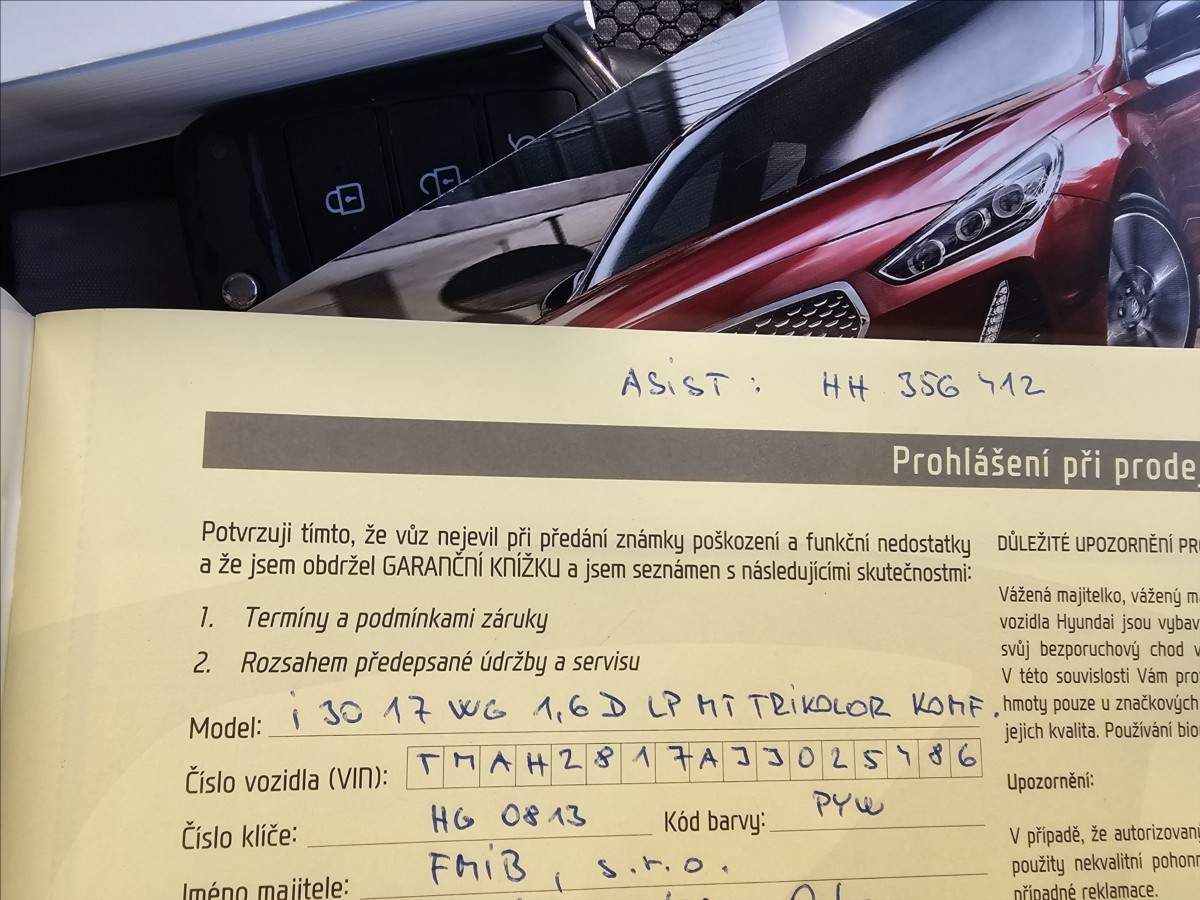 ASIST : HH 356 412
Prohlášení při prodej
Potvrzuji tímto, že vůz nejevil při předání známky poškození a funkční nedostatky
a že jsem obdržel GARANČNÍ KNÍŽKU a jsem seznámen s následujícími skutečnostmi:
1. Termíny a podmínkami záruky
2. Rozsahem předepsané údržby a servisu
Model: i 30 17 WG 1,6 D LP MT TRIKOLOR KOMF.
Číslo vozidla (VIN): TMAH2817AJJ025486
Číslo klíče: HG 0813 Kód barvy: PYW
Jméno majitele: FMIB, s.r.o.
DŮLEŽITÉ UPOZORNĚNÍ PRO
Vážená majitelko, vážený ma
vozidla Hyundai jsou vybav
svůj bezporuchový chod v
V této souvislosti Vám pro
hmoty pouze u značkových
jejich kvalita. Používání bio
Upozornění:
V případě, že autorizovaný
použity nekvalitní pohonn
případné reklamace.